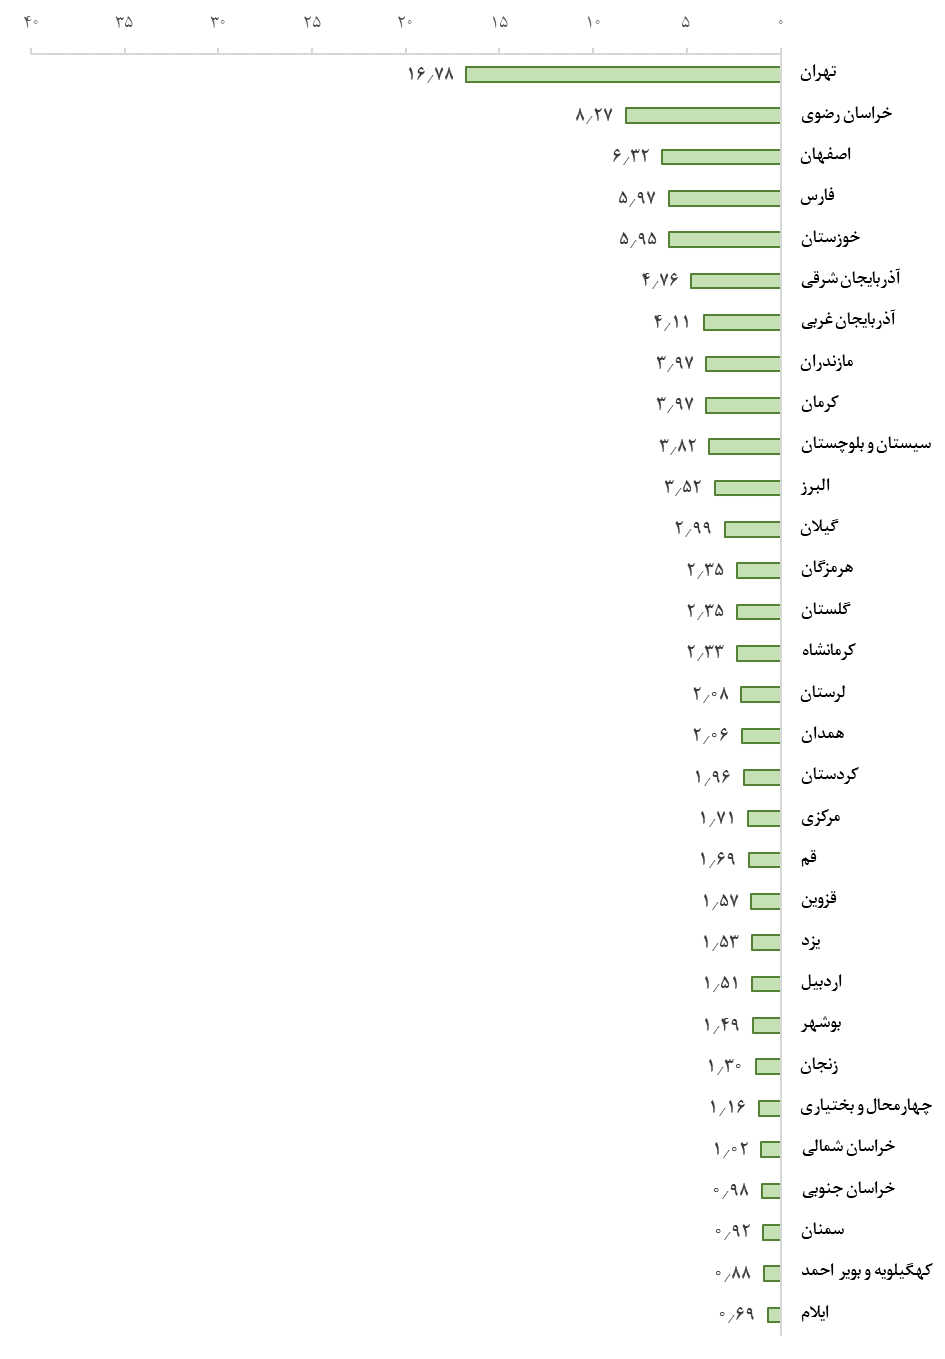 ۴۰ ۳۵ ۳۰ ۲۵ ۲۰ ۱۵ ۱۰ ۵ ۰
تهران ۱۶٫۷۸
خراسان رضوی ۸٫۲۷
اصفهان ۶٫۳۲
فارس ۵٫۹۷
خوزستان ۵٫۹۵
آذربایجان شرقی ۴٫۷۶
آذربایجان غربی ۴٫۱۱
مازندران ۳٫۹۷
کرمان ۳٫۹۷
سیستان و بلوچستان ۳٫۸۲
البرز ۳٫۵۲
گیلان ۲٫۹۹
هرمزگان ۲٫۳۵
گلستان ۲٫۳۵
کرمانشاه ۲٫۳۳
لرستان ۲٫۰۸
همدان ۲٫۰۶
کردستان ۱٫۹۶
مرکزی ۱٫۷۱
قم ۱٫۶۹
قزوین ۱٫۵۷
یزد ۱٫۵۳
اردبیل ۱٫۵۱
بوشهر ۱٫۴۹
زنجان ۱٫۳۰
چهارمحال و بختیاری ۱٫۱۶
خراسان شمالی ۱٫۰۲
خراسان جنوبی ۰٫۹۸
سمنان ۰٫۹۲
کهگیلویه و بویر احمد ۰٫۸۸
ایلام ۰٫۶۹